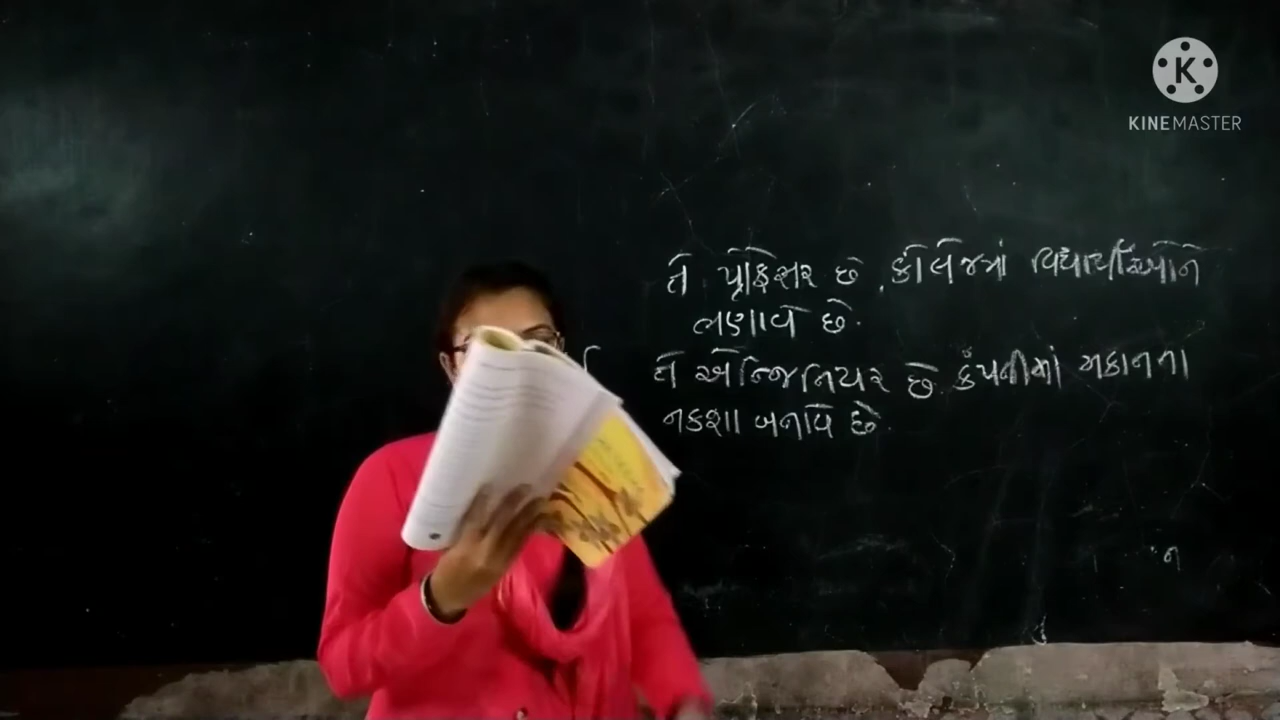 KINEMASTER
તે પ્રોફેસર છે. કૉલેજમાં વિદ્યાર્થીઓને
ભણાવે છે.
તે એન્જિનિયર છે. કંપનીમાં મકાનના
નકશા બનાવે છે.
ન